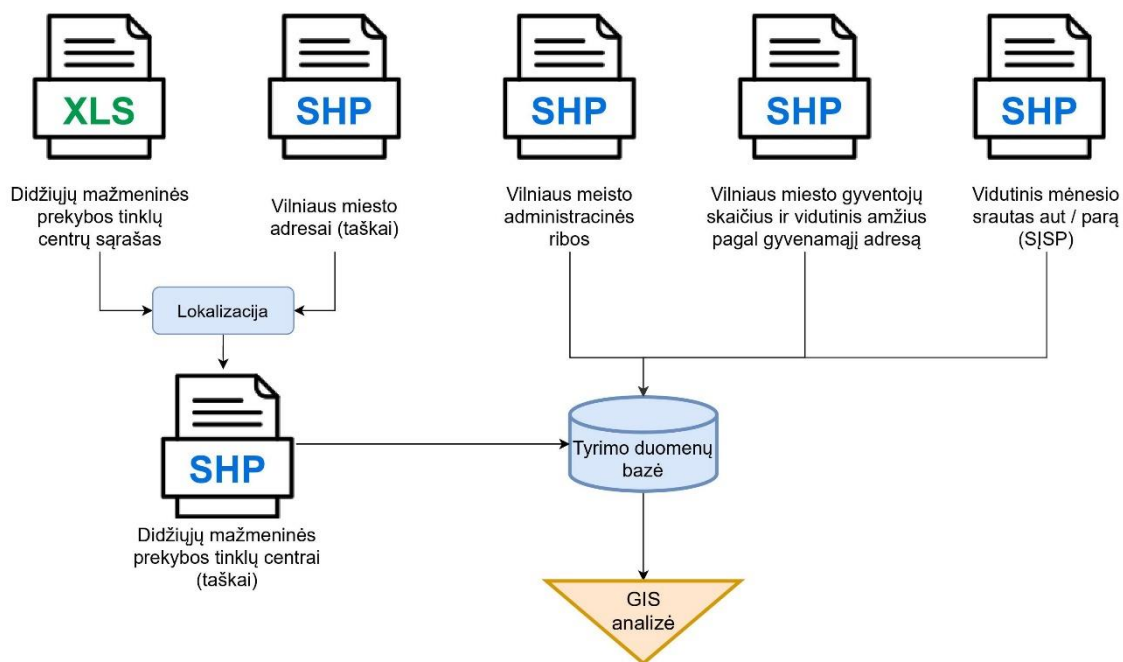 XLS
SHP
SHP
SHP
SHP
Didžiųjų mažmeninės
prekybos tinklų
centrų sąrašas
Vilniaus miesto
adresai (taškai)
Vilniaus meisto
administracinės
ribos
Vilniaus miesto gyventojų
skaičius ir vidutinis amžius
pagal gyvenamąjį adresą
Vidutinis mėnesio
srautas aut / parą
(SĮSP)
Lokalizacija
SHP
Didžiųjų mažmeninės
prekybos tinklų centrai
(taškai)
Tyrimo duomenų
bazė
GIS
analizė